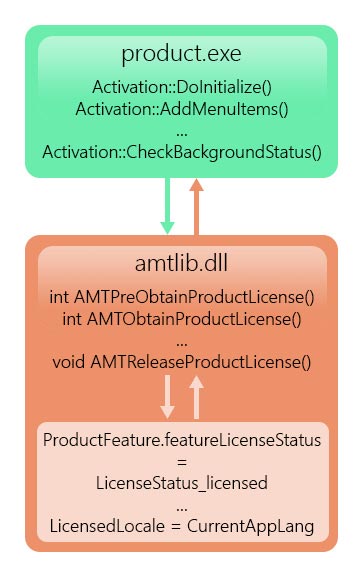 product.exe
Activation::DoInitialize()
Activation::AddMenuItems()
...
Activation::CheckBackgroundStatus()
amtlib.dll
int AMTPreObtainProductLicense()
int AMTObtainProductLicense()
...
void AMTReleaseProductLicense()
ProductFeature.featureLicenseStatus
=
LicenseStatus_licensed
...
LicensedLocale = CurrentAppLang